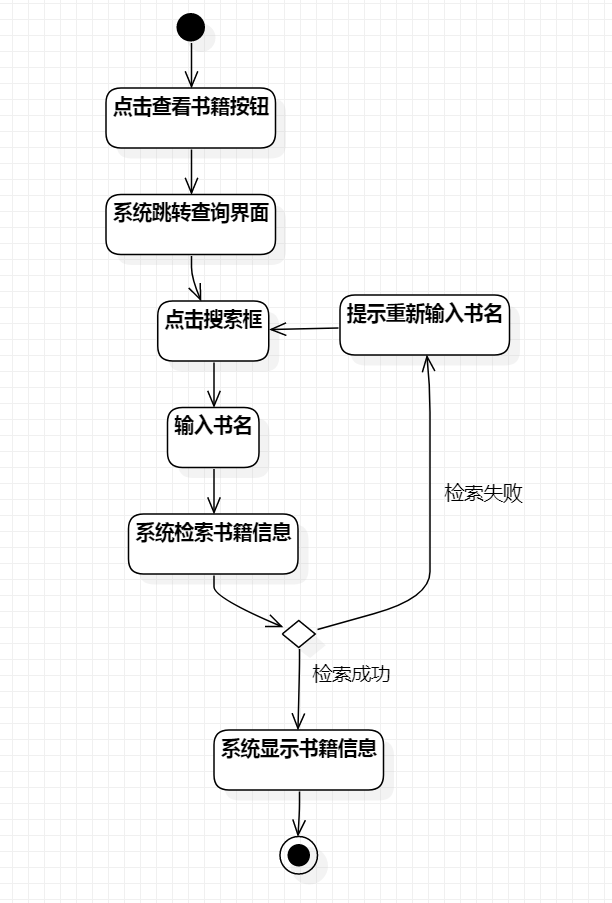 点击查看书籍按钮
系统跳转查询界面
点击搜索框
提示重新输入书名
输入书名
检索失败
系统检索书籍信息
检索成功
系统显示书籍信息